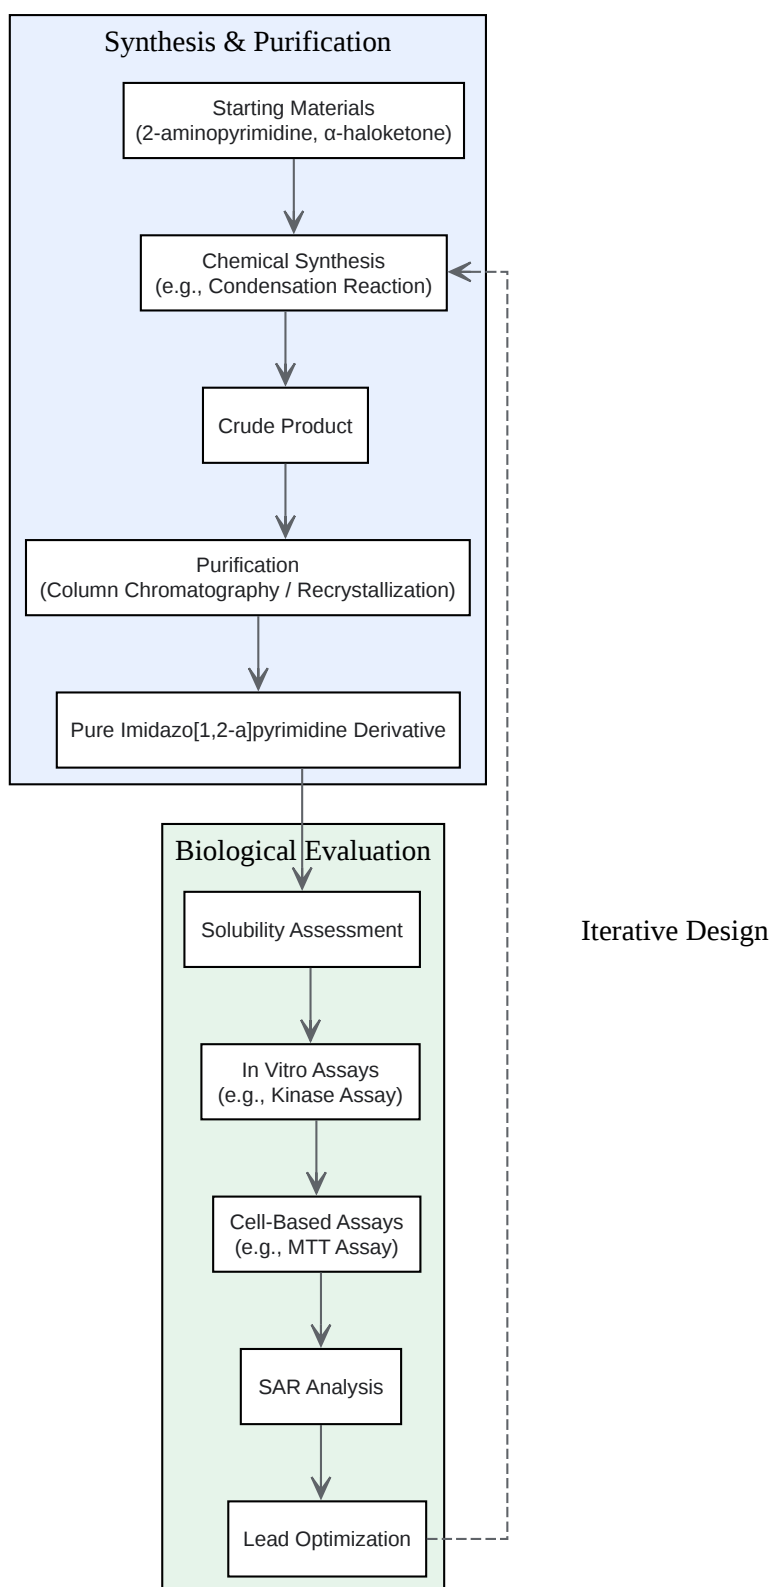 Synthesis & Purification
Starting Materials
(2-aminopyrimidine, α-haloketone)
Chemical Synthesis
(e.g., Condensation Reaction)
Crude Product
Purification
(Column Chromatography / Recrystallization)
Pure Imidazo[1,2-a]pyrimidine Derivative
Biological Evaluation
Solubility Assessment
Iterative Design
In Vitro Assays
(e.g., Kinase Assay)
Cell-Based Assays
(e.g., MTT Assay)
SAR Analysis
Lead Optimization